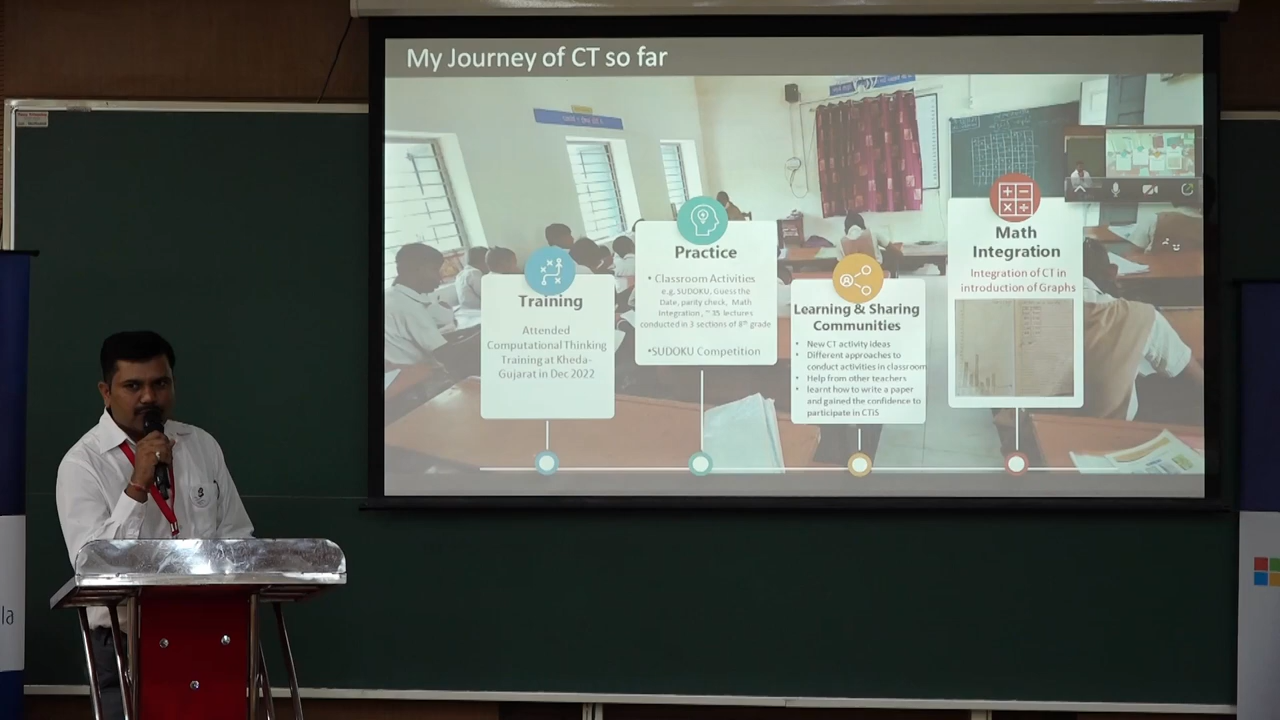 My Journey of CT so far
Training
Attended
Computational Thinking
Training at Kheda-
Gujarat in Dec 2022
Practice
• Classroom Activities
e.g. SUDOKU, Guess the
Date, parity check, Math
Integration, ~ 35 lectures
conducted in 3 sections of 8th grade
•SUDOKU Competition
Learning & Sharing
Communities
• New CT activity ideas
• Different approaches to
conduct activities in classroom
• Help from other teachers
• learnt how to write a paper
and gained the confidence to
participate in CTiS
Math
Integration
Integration of CT in
introduction of Graphs
la